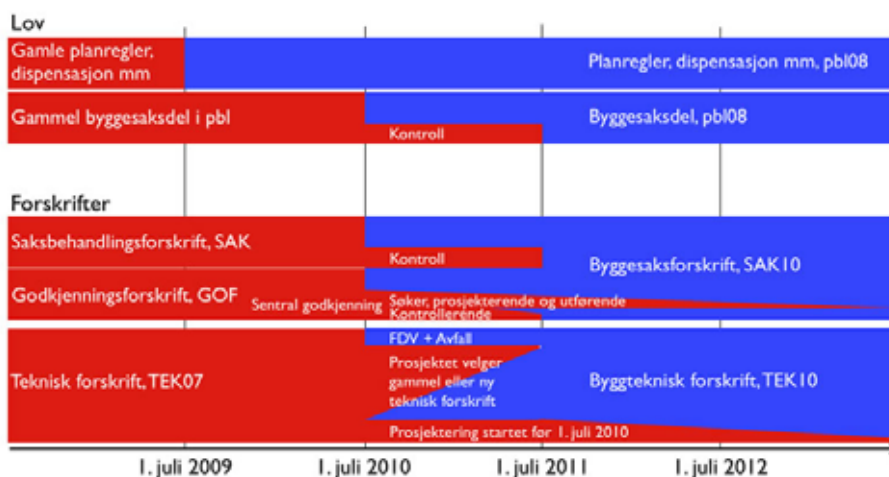 Lov
Gamle planregler,
dispensasjon mm
Planregler, dispensasjon mm, pbl08
Gammel byggesaksdel i pbl
Kontroll
Byggesaksdel, pbl08
Forskrifter
Saksbehandlingsforskrift, SAK
Kontroll
Byggesaksforskrift, SAK10
Godkjenningsforskrift, GOF
Sentral godkjenning
Søker, prosjekterende og utførende
Kontrollerende
FDV + Avfall
Teknisk forskrift, TEK07
Prosjektet velger
gammel eller ny
teknisk forskrift
Byggteknisk forskrift, TEK10
Prosjektering startet før 1. juli 2010
1. juli 2009
1. juli 2010
1. juli 2011
1. juli 2012